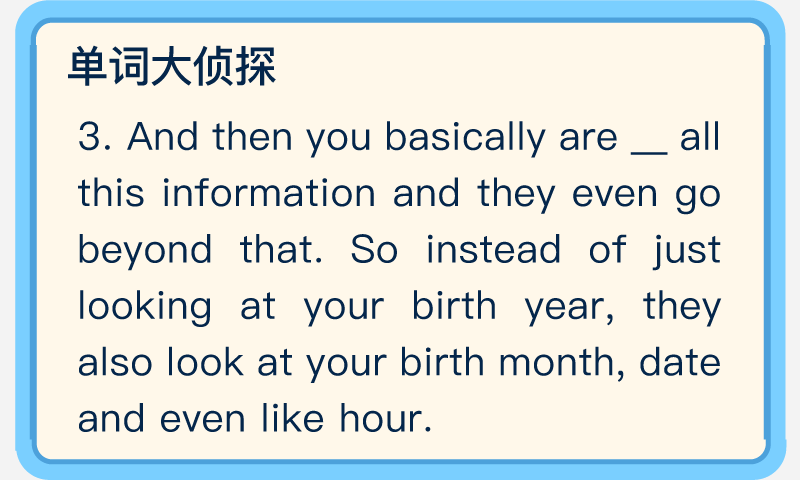 单词大侦探
3. And then you basically are __ all
this information and they even go
beyond that. So instead of just
looking at your birth year, they
also look at your birth month, date
and even like hour.